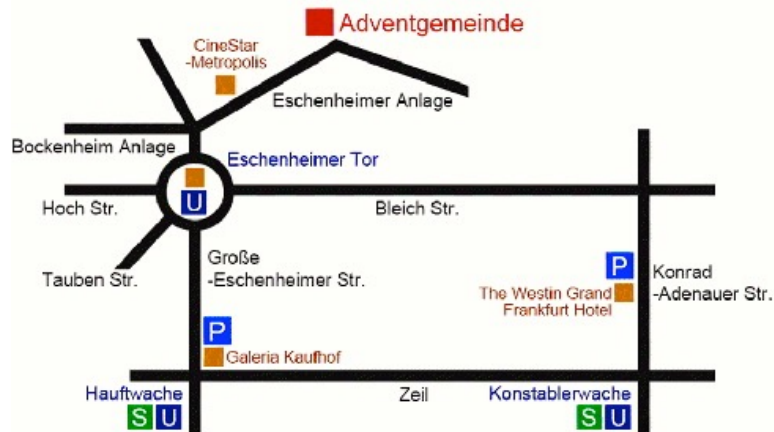 Adventgemeinde
CineStar
-Metropolis
Eschenheimer Anlage
Bockenheim Anlage
Eschenheimer Tor
U
Hoch Str.
Bleich Str.
Große
-Eschenheimer Str.
Tauben Str.
P
Konrad
-Adenauer Str.
The Westin Grand
Frankfurt Hotel
P
Galeria Kaufhof
Hauftwache
S U
Zeil
Konstablerwache
S U